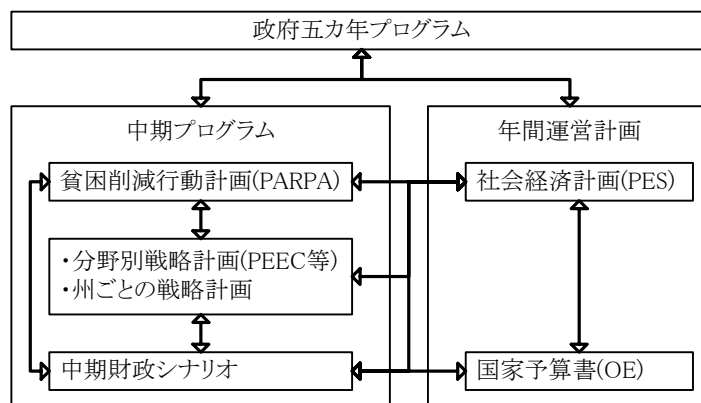 政府五カ年プログラム
中期プログラム
貧困削減行動計画(PARPA)
・分野別戦略計画(PEEC等)
・州ごとの戦略計画
中期財政シナリオ
年間運営計画
社会経済計画(PES)
国家予算書(OE)